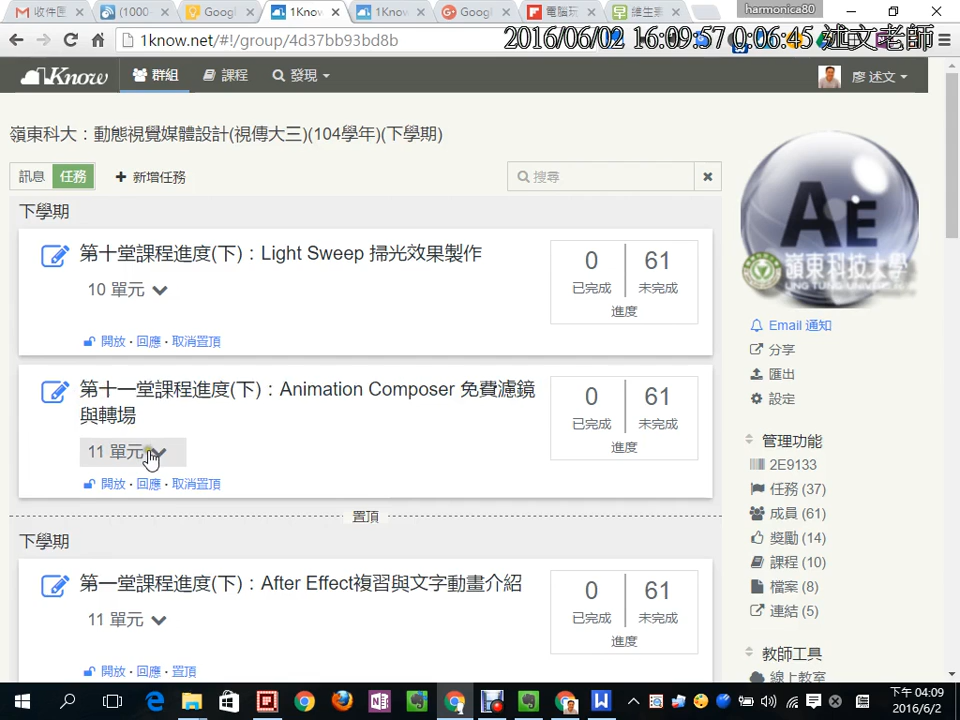 收件匣
(1000
Googl
1Know
1Know
Googl
電腦玩
維生素
harmonica80
1know.net/#!/group/4d37bb93bd8b
2016/06/02 16:09:57 0:06:45 述文老師
1Know
群組
課程
發現
廖 述文
嶺東科大：動態視覺媒體設計(視傳大三)(104學年)(下學期)
訊息
任務
新增任務
搜尋
下學期
第十堂課程進度(下)：Light Sweep 掃光效果製作
10 單元
0
61
已完成
未完成
進度
開放・回應・取消置頂
第十一堂課程進度(下)：Animation Composer 免費濾鏡
與轉場
11 單元
0
61
已完成
未完成
進度
開放・回應・取消置頂
置頂
下學期
第一堂課程進度(下)：After Effect複習與文字動畫介紹
11 單元
0
61
已完成
未完成
進度
開放・回應・置頂
AE
嶺東科技大學
LING TUNG UNIVERSITY
Email 通知
分享
匯出
設定
管理功能
2E9133
任務 (37)
成員 (61)
獎勵 (14)
課程 (10)
檔案 (8)
連結 (5)
教師工具
線上教室
下午 04:09
2016/6/2